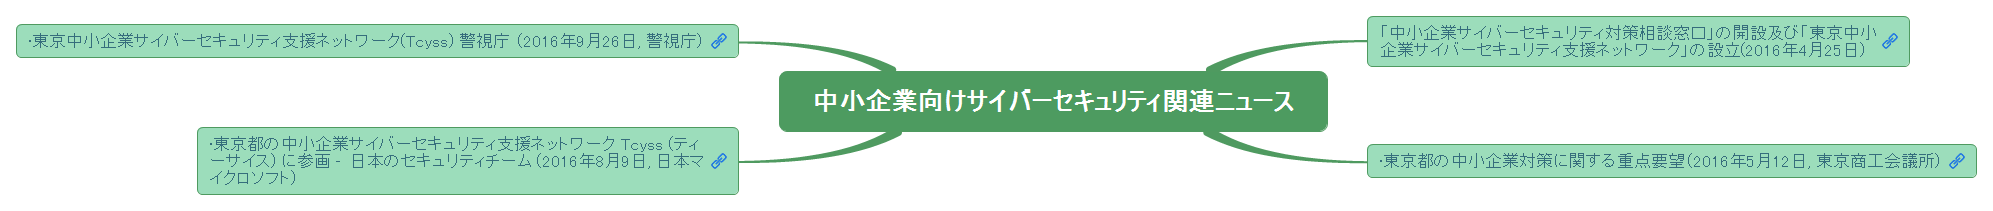 ・東京中小企業サイバーセキュリティ支援ネットワーク(Tcyss) 警視庁 (2016年9月26日, 警視庁)
「中小企業サイバーセキュリティ対策相談窓口」の開設及び「東京中小
企業サイバーセキュリティ支援ネットワーク」の設立(2016年4月25日)
中小企業向けサイバーセキュリティ関連ニュース
・東京都の中小企業サイバーセキュリティ支援ネットワーク Tcyss (ティ
ーサイス) に参画 - 日本のセキュリティチーム (2016年8月9日, 日本マ
イクロソフト)
・東京都の中小企業対策に関する重点要望(2016年5月12日, 東京商工会議所)